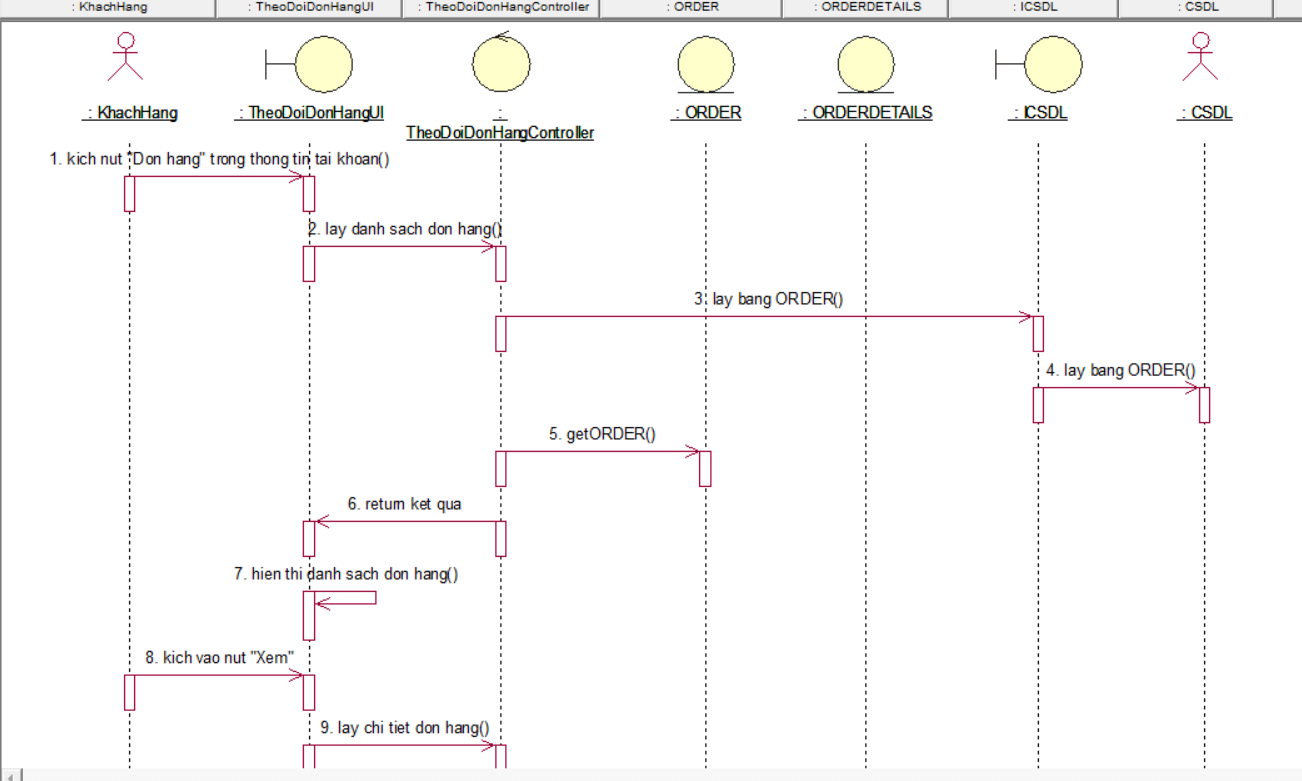 : KhachHang
: TheoDoiDonHangUI
: TheoDoiDonHangController
: ORDER
: ORDERDETAILS
: ICSDL
: CSDL
: KhachHang
: TheoDoiDonHangUI
:
TheoDoiDonHangController
: ORDER
: ORDERDETAILS
: ICSDL
: CSDL
1. kich nut "Don hang" trong thong tin tai khoan()
2. lay danh sach don hang()
3. lay bang ORDER()
4. lay bang ORDER()
5. getORDER()
6. return ket qua
7. hien thi danh sach don hang()
8. kich vao nut "Xem"
9. lay chi tiet don hang()